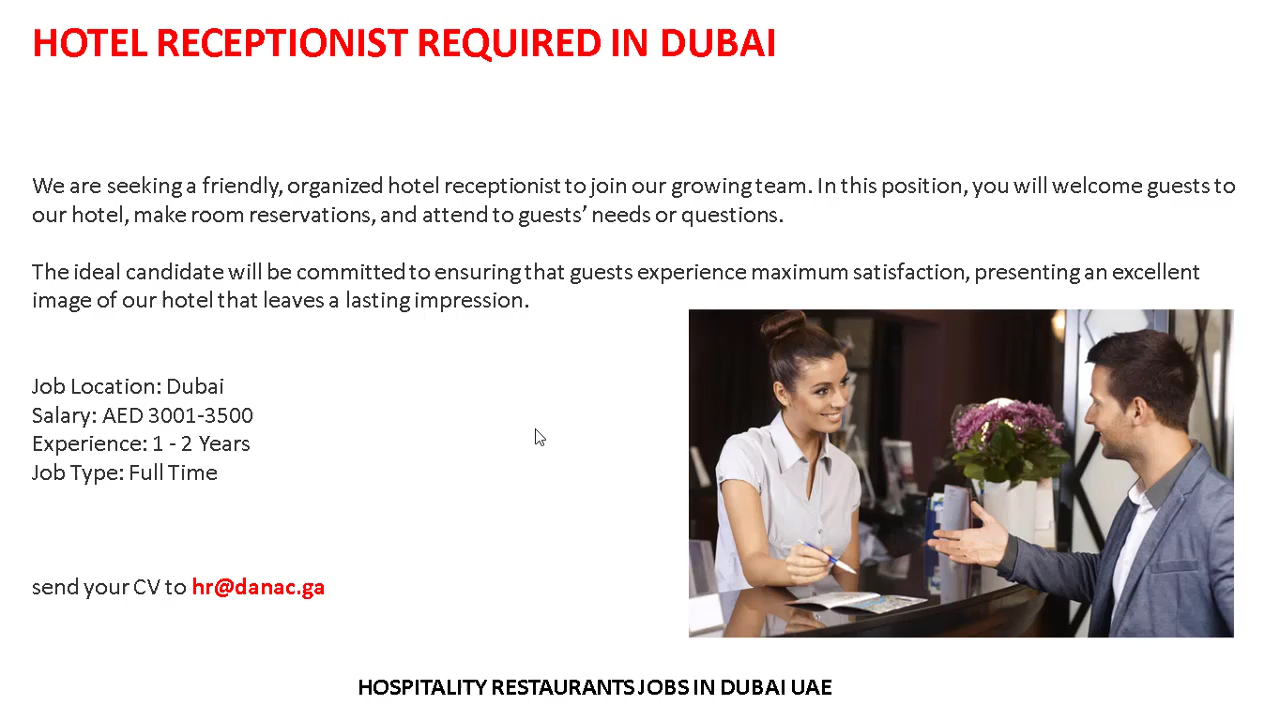 HOTEL RECEPTIONIST REQUIRED IN DUBAI
We are seeking a friendly, organized hotel receptionist to join our growing team. In this position, you will welcome guests to
our hotel, make room reservations, and attend to guests’ needs or questions.
The ideal candidate will be committed to ensuring that guests experience maximum satisfaction, presenting an excellent
image of our hotel that leaves a lasting impression.
Job Location: Dubai
Salary: AED 3001-3500
Experience: 1 - 2 Years
Job Type: Full Time
send your CV to hr@danac.ga
HOSPITALITY RESTAURANTS JOBS IN DUBAI UAE